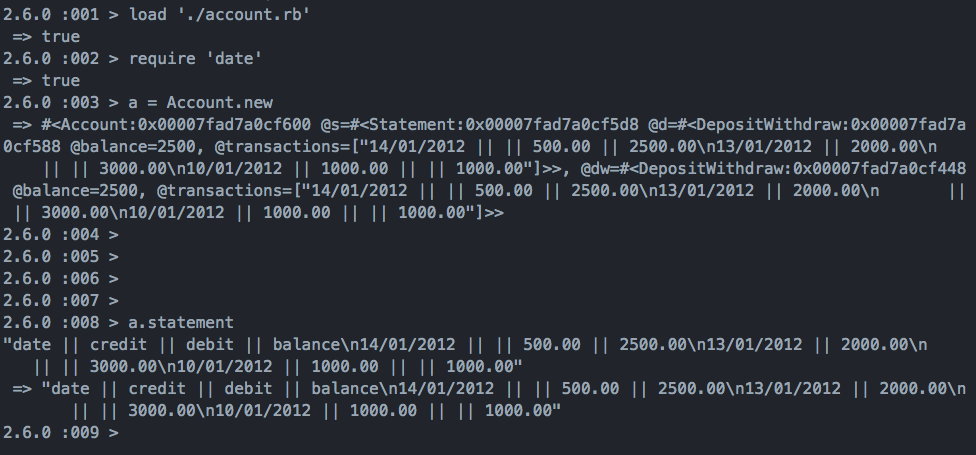 2.6.0 :001 > load './account.rb'
 => true
2.6.0 :002 > require 'date'
 => true
2.6.0 :003 > a = Account.new
 => #<Account:0x00007fad7a0cf600 @s=#<Statement:0x00007fad7a0cf5d8 @d=#<DepositWithdraw:0x00007fad7a
0cf588 @balance=2500, @transactions=["14/01/2012 || || 500.00 || 2500.00\n13/01/2012 || 2000.00\n
    || || 3000.00\n10/01/2012 || 1000.00 || || 1000.00"]>>, @dw=#<DepositWithdraw:0x00007fad7a0cf448
 @balance=2500, @transactions=["14/01/2012 || || 500.00 || 2500.00\n13/01/2012 || 2000.00\n       ||
 || 3000.00\n10/01/2012 || 1000.00 || || 1000.00"]>>
2.6.0 :004 >
2.6.0 :005 >
2.6.0 :006 >
2.6.0 :007 >
2.6.0 :008 > a.statement
"date || credit || debit || balance\n14/01/2012 || || 500.00 || 2500.00\n13/01/2012 || 2000.00\n
   || || 3000.00\n10/01/2012 || 1000.00 || || 1000.00"
 => "date || credit || debit || balance\n14/01/2012 || || 500.00 || 2500.00\n13/01/2012 || 2000.00\n
       || || 3000.00\n10/01/2012 || 1000.00 || || 1000.00"
2.6.0 :009 >